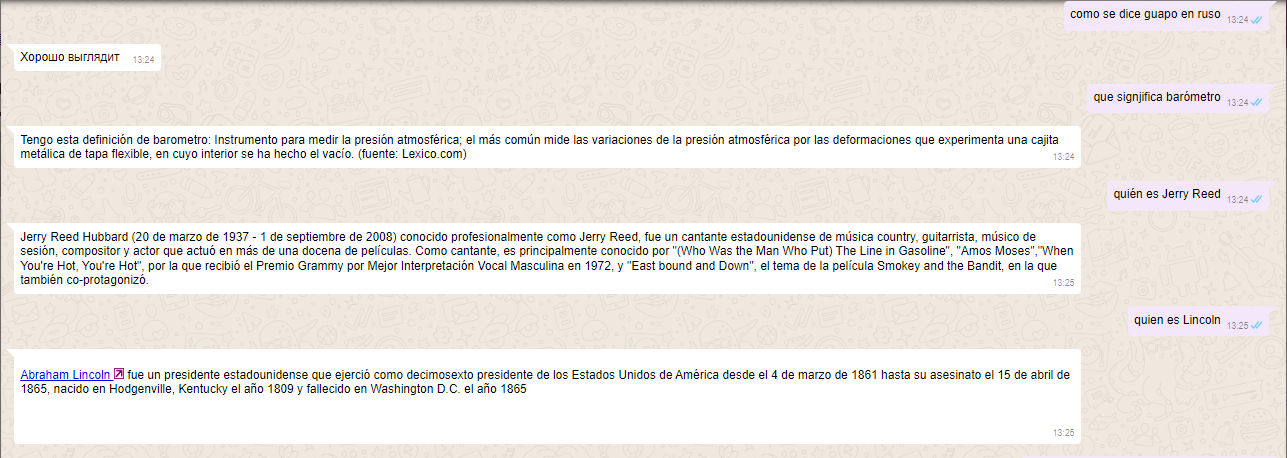 como se dice guapo en ruso 13:24
Хорошо выглядит 13:24
que signjifica barómetro 13:24
Tengo esta definición de barometro: Instrumento para medir la presión atmosférica; el más común mide las variaciones de la presión atmosférica por las deformaciones que experimenta una cajita
metálica de tapa flexible, en cuyo interior se ha hecho el vacío. (fuente: Lexico.com)
13:24
quién es Jerry Reed 13:24
Jerry Reed Hubbard (20 de marzo de 1937 - 1 de septiembre de 2008) conocido profesionalmente como Jerry Reed, fue un cantante estadounidense de música country, guitarrista, músico de
sesión, compositor y actor que actuó en más de una docena de películas. Como cantante, es principalmente conocido por "(Who Was the Man Who Put) The Line in Gasoline", "Amos Moses","When
You're Hot, You're Hot", por la que recibió el Premio Grammy por Mejor Interpretación Vocal Masculina en 1972, y "East bound and Down", el tema de la película Smokey and the Bandit, en la que
también co-protagonizó.
13:25
quien es Lincoln 13:25
Abraham Lincoln fue un presidente estadounidense que ejerció como decimosexto presidente de los Estados Unidos de América desde el 4 de marzo de 1861 hasta su asesinato el 15 de abril de
1865, nacido en Hodgenville, Kentucky el año 1809 y fallecido en Washington D.C. el año 1865
13:25